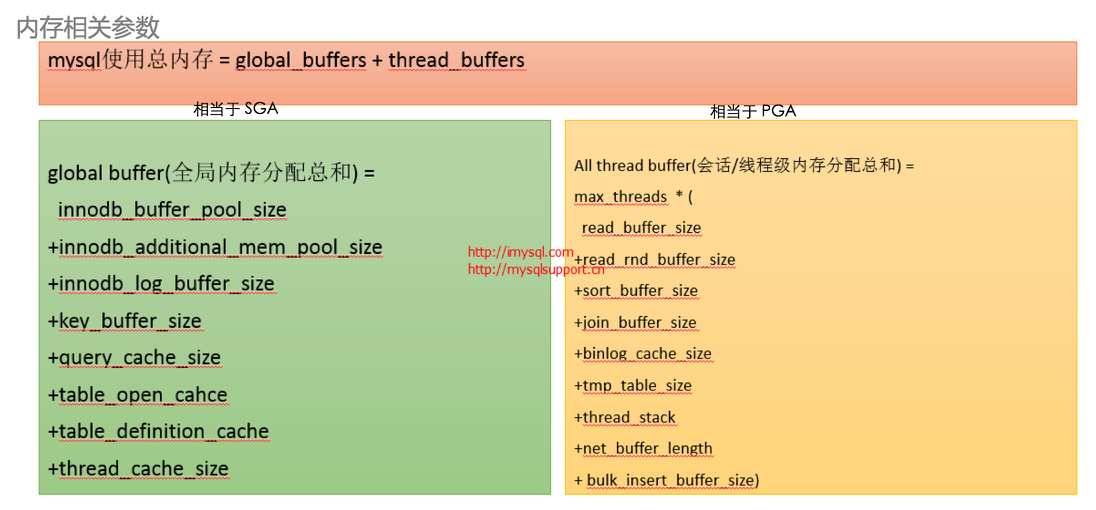 内存相关参数
mysql使用总内存 = global_buffers + thread_buffers
相当于 SGA
相当于 PGA
global buffer(全局内存分配总和) =
innodb_buffer_pool_size
+innodb_additional_mem_pool_size
+innodb_log_buffer_size
+key_buffer_size
+query_cache_size
+table_open_cahce
+table_definition_cache
+thread_cache_size
http://imysql.com
http://mysqlsupport.cn
All thread buffer(会话/线程级内存分配总和) =
max_threads * (
read_buffer_size
+read_rnd_buffer_size
+sort_buffer_size
+join_buffer_size
+binlog_cache_size
+tmp_table_size
+thread_stack
+net_buffer_length
+ bulk_insert_buffer_size)